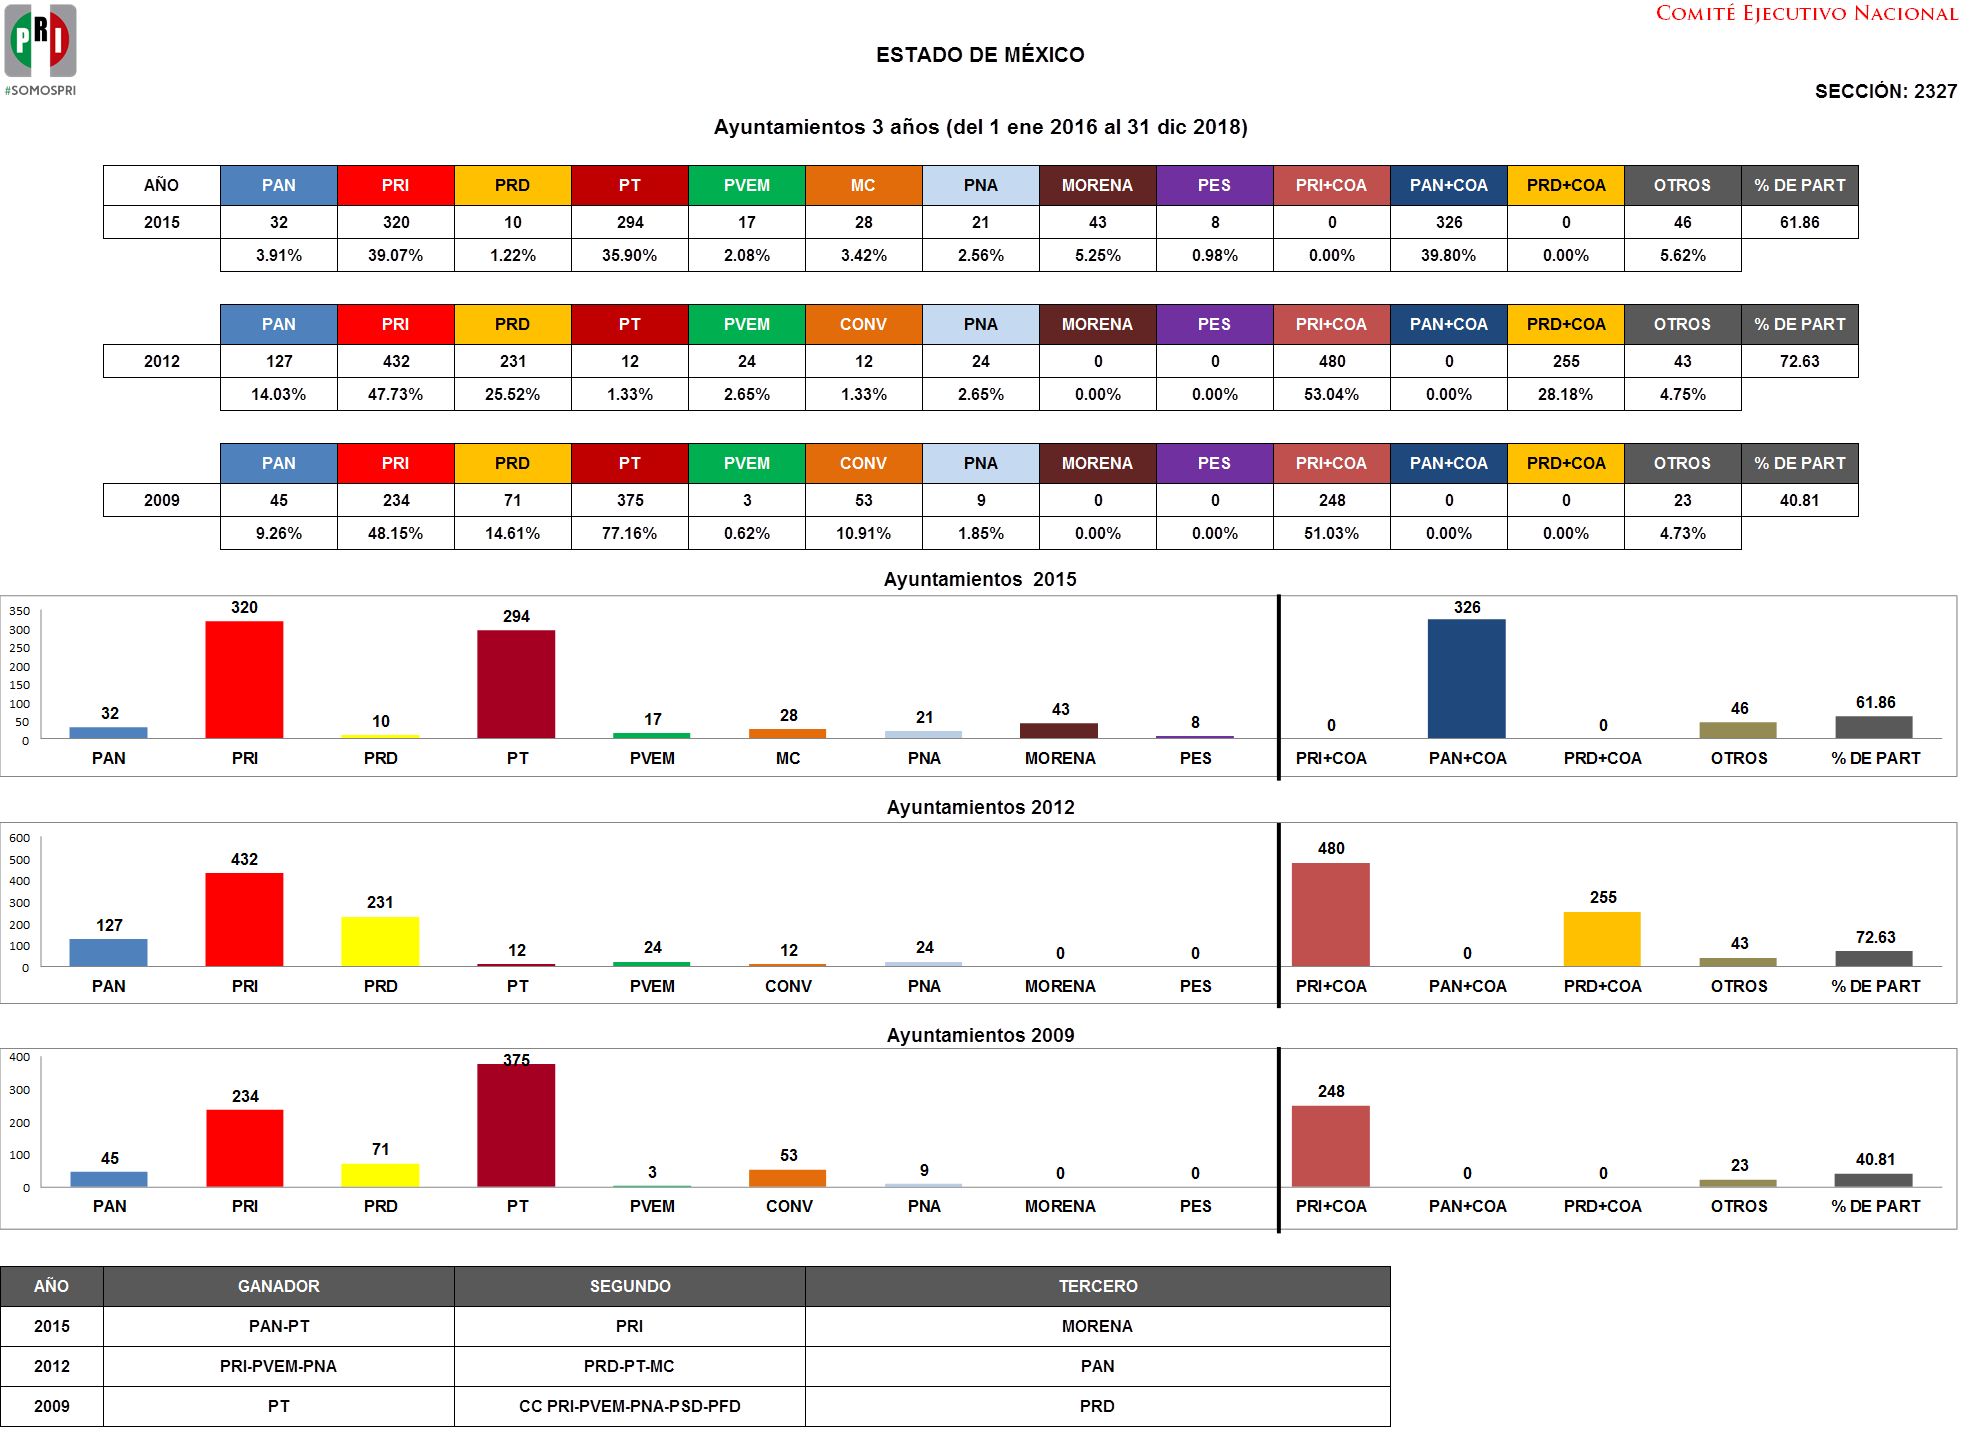 PRI
#SOMOSPRI
COMITÉ EJECUTIVO NACIONAL
ESTADO DE MÉXICO
SECCIÓN: 2327
Ayuntamientos 3 años (del 1 ene 2016 al 31 dic 2018)
AÑO PAN PRI PRD PT PVEM MC PNA MORENA PES PRI+COA PAN+COA PRD+COA OTROS % DE PART
2015 32 320 10 294 17 28 21 43 8 0 326 0 46 61.86
3.91% 39.07% 1.22% 35.90% 2.08% 3.42% 2.56% 5.25% 0.98% 0.00% 39.80% 0.00% 5.62%
PAN PRI PRD PT PVEM CONV PNA MORENA PES PRI+COA PAN+COA PRD+COA OTROS % DE PART
2012 127 432 231 12 24 12 24 0 0 480 0 255 43 72.63
14.03% 47.73% 25.52% 1.33% 2.65% 1.33% 2.65% 0.00% 0.00% 53.04% 0.00% 28.18% 4.75%
PAN PRI PRD PT PVEM CONV PNA MORENA PES PRI+COA PAN+COA PRD+COA OTROS % DE PART
2009 45 234 71 375 3 53 9 0 0 248 0 0 23 40.81
9.26% 48.15% 14.61% 77.16% 0.62% 10.91% 1.85% 0.00% 0.00% 51.03% 0.00% 0.00% 4.73%
Ayuntamientos 2015
350
300
250
200
150
100
50
0
32 320 10 294 17 28 21 43 8 0 326 0 46 61.86
PAN PRI PRD PT PVEM MC PNA MORENA PES PRI+COA PAN+COA PRD+COA OTROS % DE PART
Ayuntamientos 2012
600
500
400
300
200
100
0
127 432 231 12 24 12 24 0 0 480 0 255 43 72.63
PAN PRI PRD PT PVEM CONV PNA MORENA PES PRI+COA PAN+COA PRD+COA OTROS % DE PART
Ayuntamientos 2009
400
300
200
100
0
45 234 71 375 3 53 9 0 0 248 0 0 23 40.81
PAN PRI PRD PT PVEM CONV PNA MORENA PES PRI+COA PAN+COA PRD+COA OTROS % DE PART
AÑO GANADOR SEGUNDO TERCERO
2015 PAN-PT PRI MORENA
2012 PRI-PVEM-PNA PRD-PT-MC PAN
2009 PT CC PRI-PVEM-PNA-PSD-PFD PRD